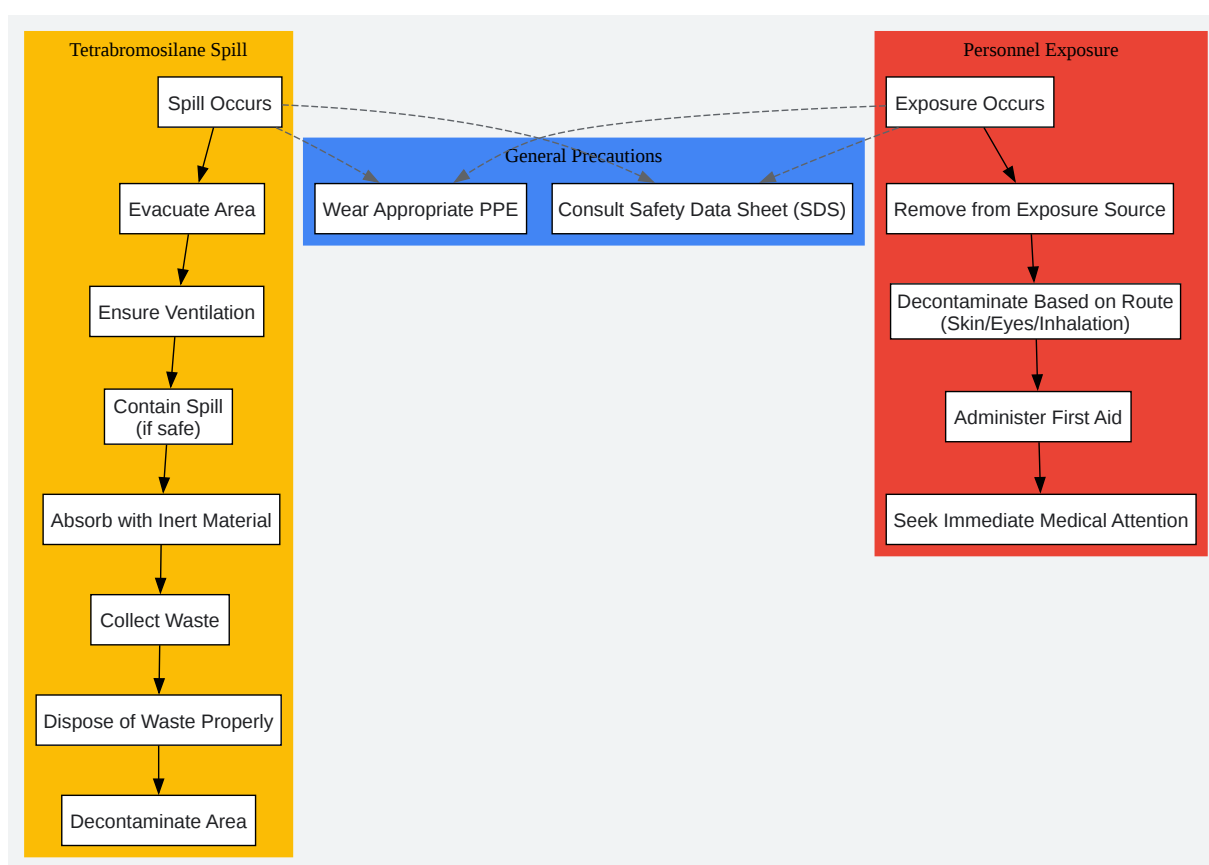 Tetrabromosilane Spill
Spill Occurs
Evacuate Area
Ensure Ventilation
Contain Spill
(if safe)
Absorb with Inert Material
Collect Waste
Dispose of Waste Properly
Decontaminate Area
General Precautions
Wear Appropriate PPE
Consult Safety Data Sheet (SDS)
Personnel Exposure
Exposure Occurs
Remove from Exposure Source
Decontaminate Based on Route
(Skin/Eyes/Inhalation)
Administer First Aid
Seek Immediate Medical Attention